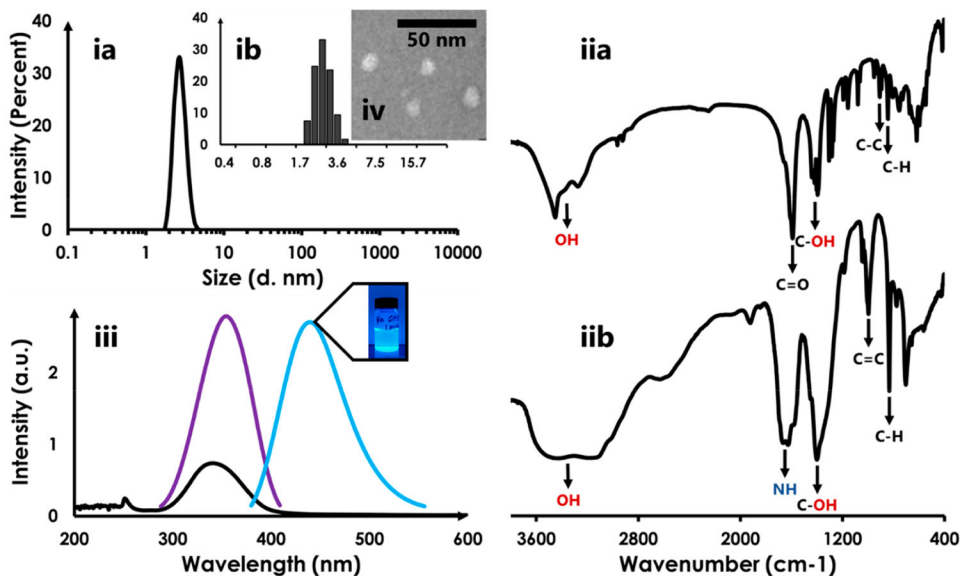 40
30
20
10
0
Intensity (Percent)
ia
0.1
1
10
100
1000
10000
Size (d. nm)
40
30
20
10
0
ib
0.4
0.8
1.7
3.6
7.5
15.7
50 nm
iv
iii
2
1
0
Intensity (a.u.)
200
300
400
500
600
Wavelength (nm)
iia
OH
C=O
C-OH
C-C
C-H
iib
OH
NH
C-OH
C=C
C-H
3600
2800
2000
1200
400
Wavenumber (cm-1)